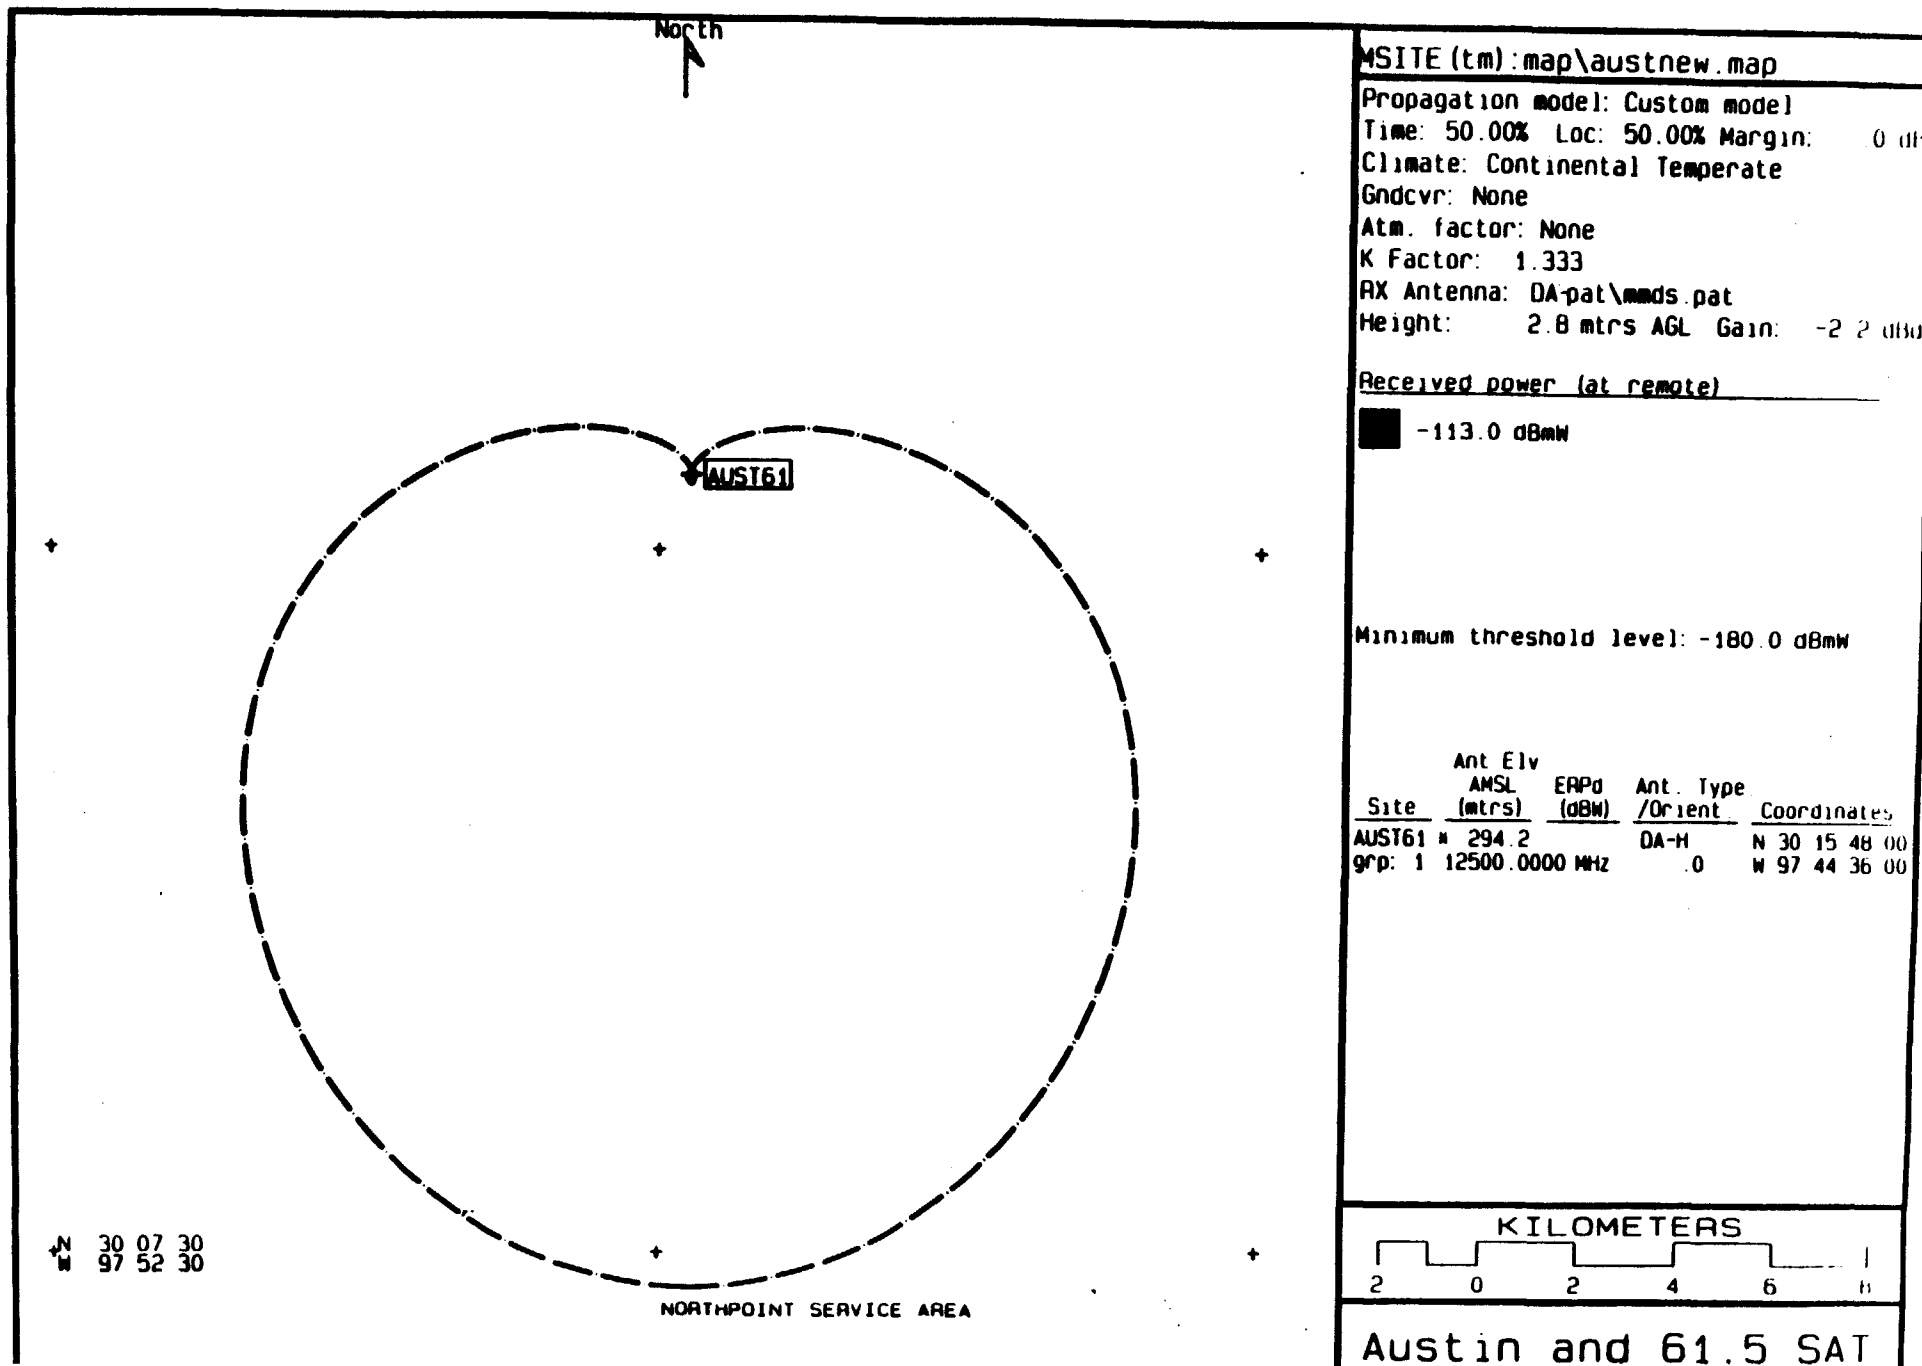 North
AUST61
N 30 07 30
W 97 52 30
NORTHPOINT SERVICE AREA
MSITE (tm): map\austnew.map
Propagation model: Custom model
Time: 50.00% Loc: 50.00% Margin: 0
Climate: Continental Temperate
Gndcvr: None
Atm. factor: None
K Factor: 1.333
RX Antenna: DA-pat\mmds.pat
Height: 2.8 mtrs AGL Gain: -2.2 dBd
Received power (at remote)
-113.0 dBmW
Minimum threshold level: -180.0 dBmW
Ant Elv
AMSL ERPd Ant. Type
Site (mtrs) (dBW) /Orient Coordinates
AUST61 * 294.2 DA-H N 30 15 48 00
grp: 1 12500.0000 MHz .0 W 97 44 36 00
KILOMETERS
2 0 2 4 6 8
Austin and 61.5 SAT